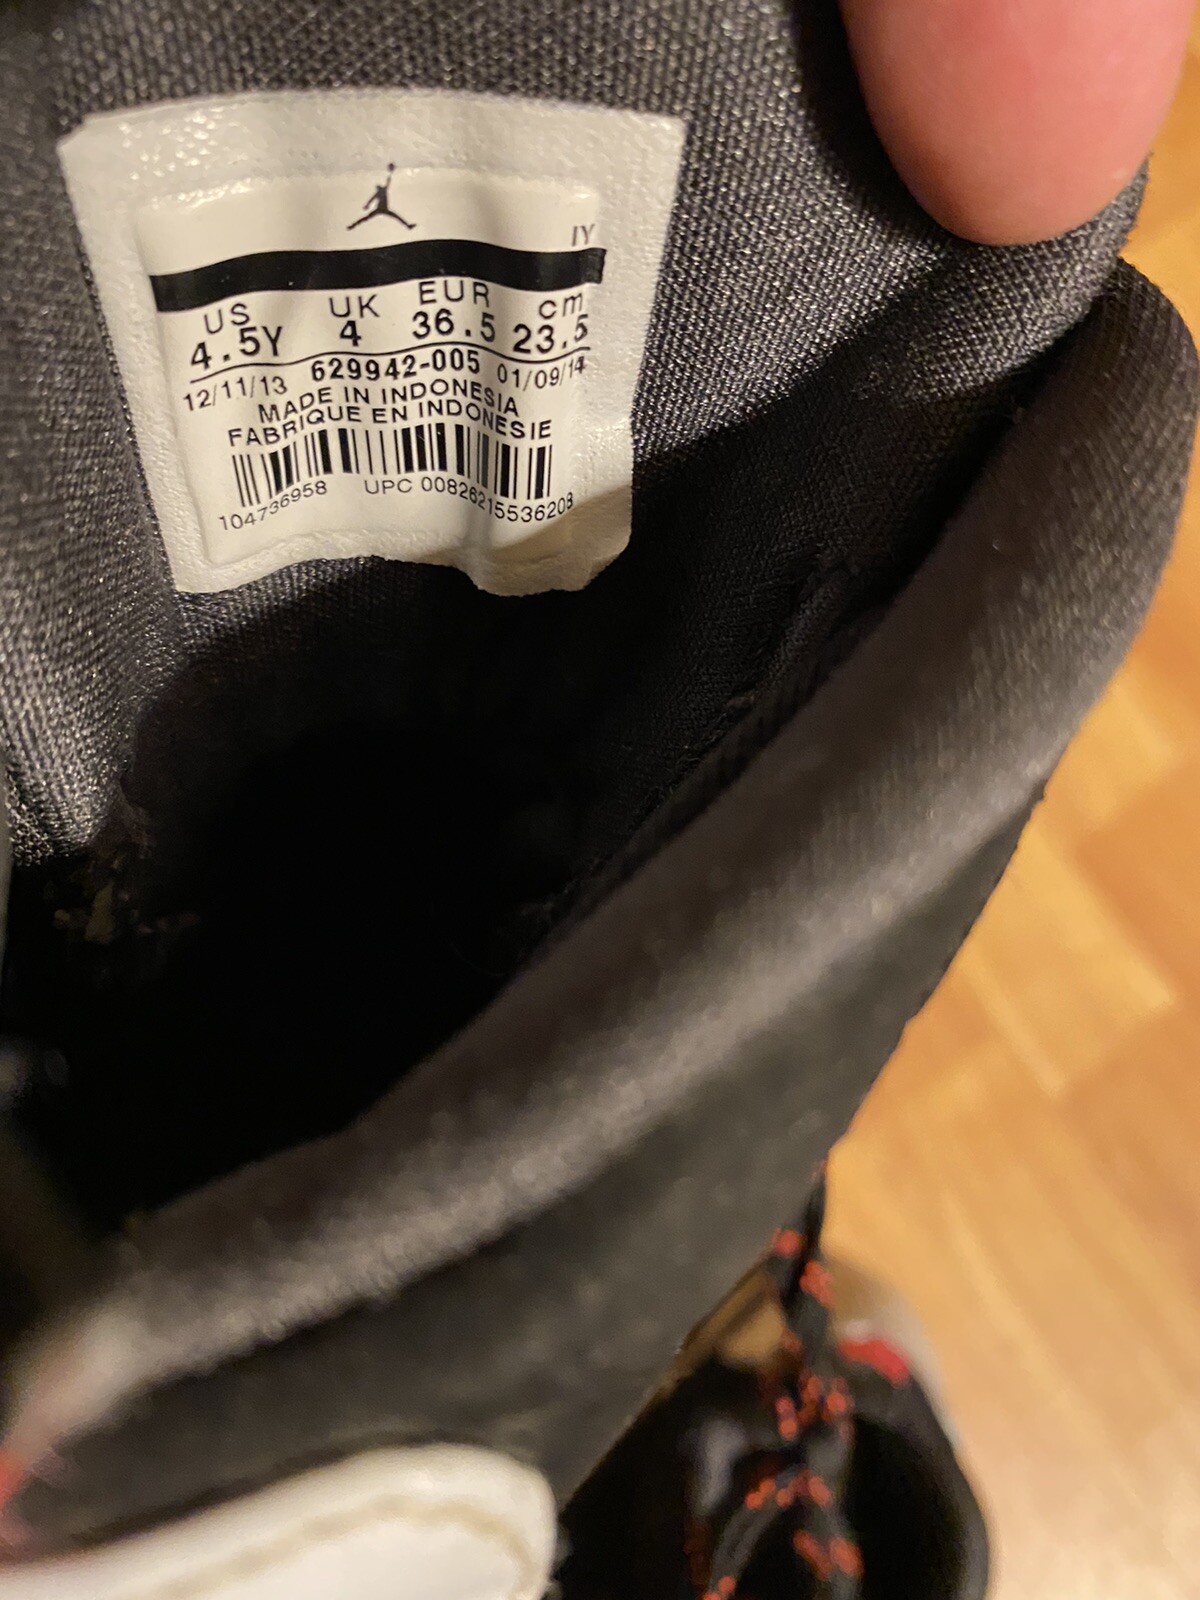 IY
US UK EUR cm
4.5Y 4 36.5 23.5
12/11/13 629942-005 01/09/14
MADE IN INDONESIA
FABRIQUE EN INDONESIE
104736958 UPC 00826215536208